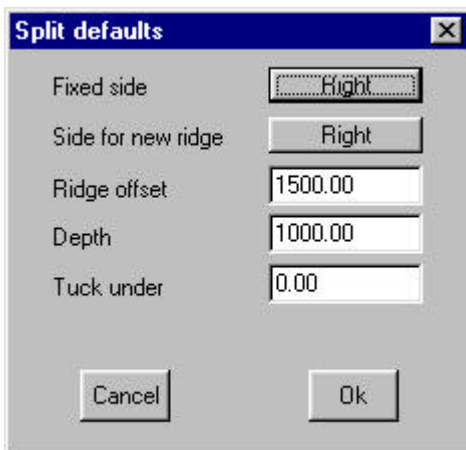 Split defaults
Fixed side Right
Side for new ridge Right
Ridge offset 1500.00
Depth 1000.00
Tuck under 0.00
Cancel Ok